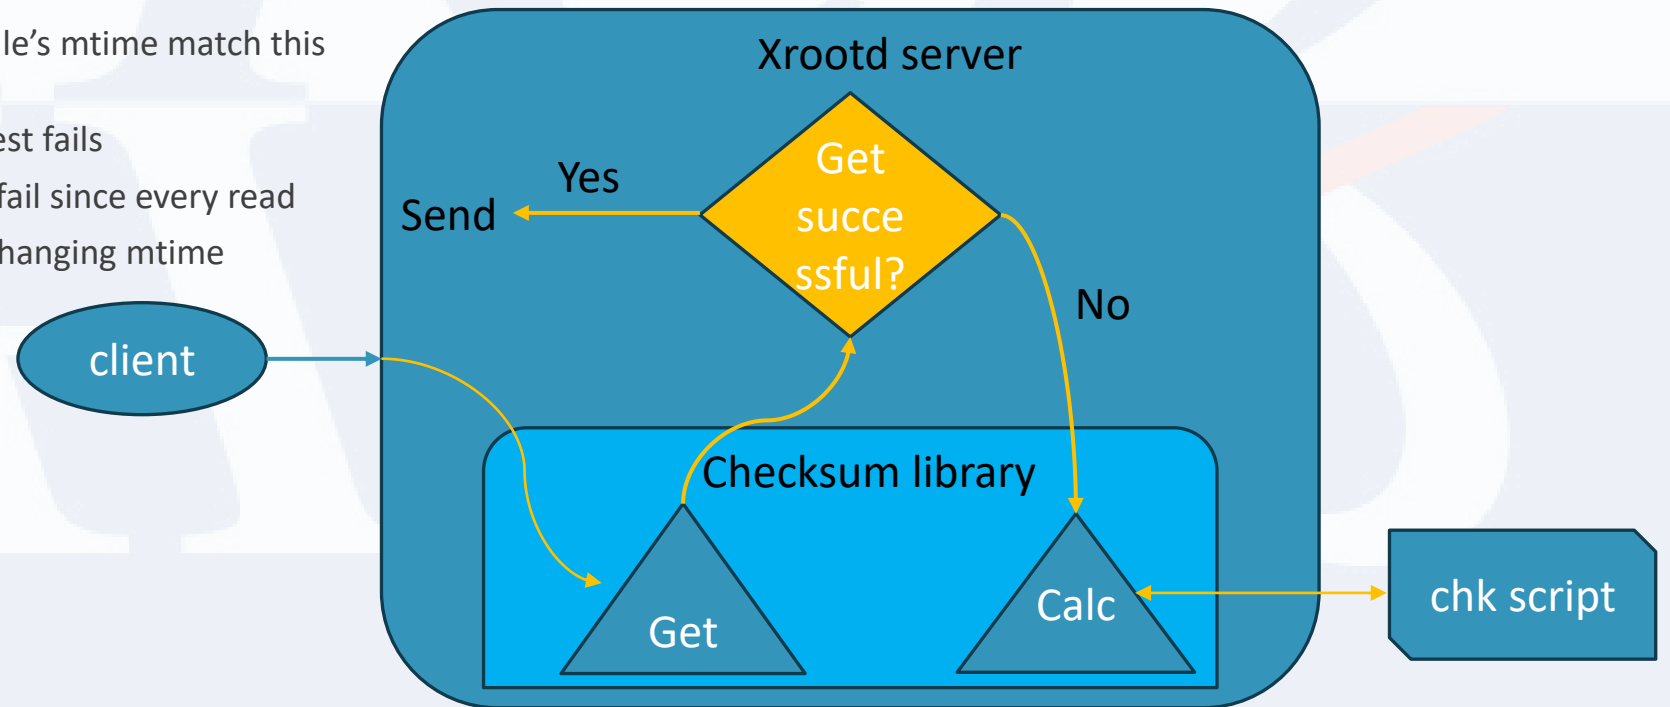 le’s mtime match this
est fails
fail since every read
hanging mtime
Xrootd server
Get
succe
ssful?
Yes
Send
No
client
Checksum library
Get
Calc
chk script